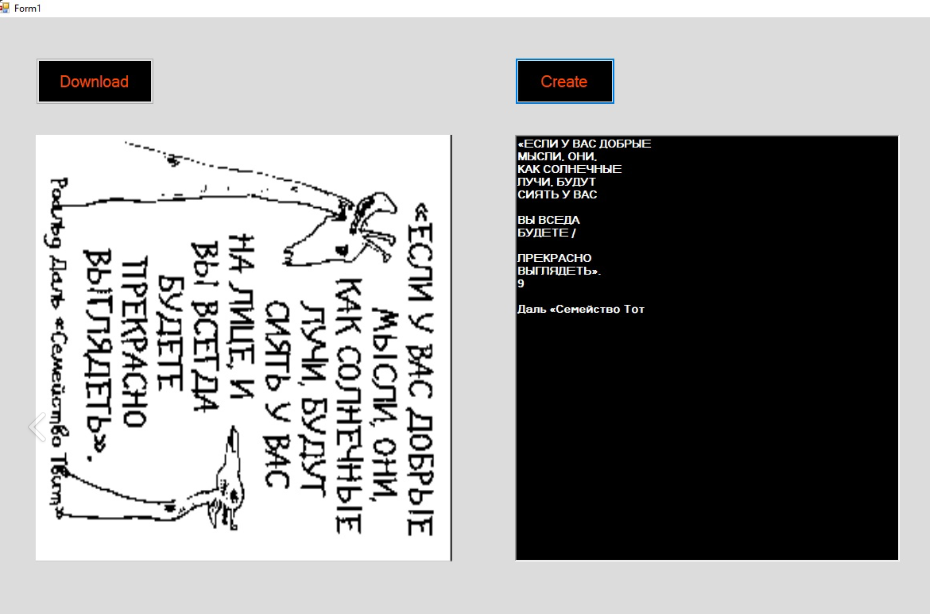 Form1
Download
Create
«ЕСЛИ У ВАС ДОБРЫЕ
МЫСЛИ, ОНИ,
КАК СОЛНЕЧНЫЕ
ЛУЧИ, БУДУТ
СИЯТЬ У ВАС
НА ЛИЦЕ, И
ВЫ ВСЕГДА
БУДЕТЕ
ПРЕКРАСНО
ВЫГЛЯДЕТЬ».
Роальд Даль «Семейство Твит»
«ЕСЛИ У ВАС ДОБРЫЕ
МЫСЛИ, ОНИ,
КАК СОЛНЕЧНЫЕ
ЛУЧИ, БУДУТ
СИЯТЬ У ВАС
ВЫ ВСЕДА
БУДЕТЕ /
ПРЕКРАСНО
ВЫГЛЯДЕТЬ».
9
Даль «Семейство Тот